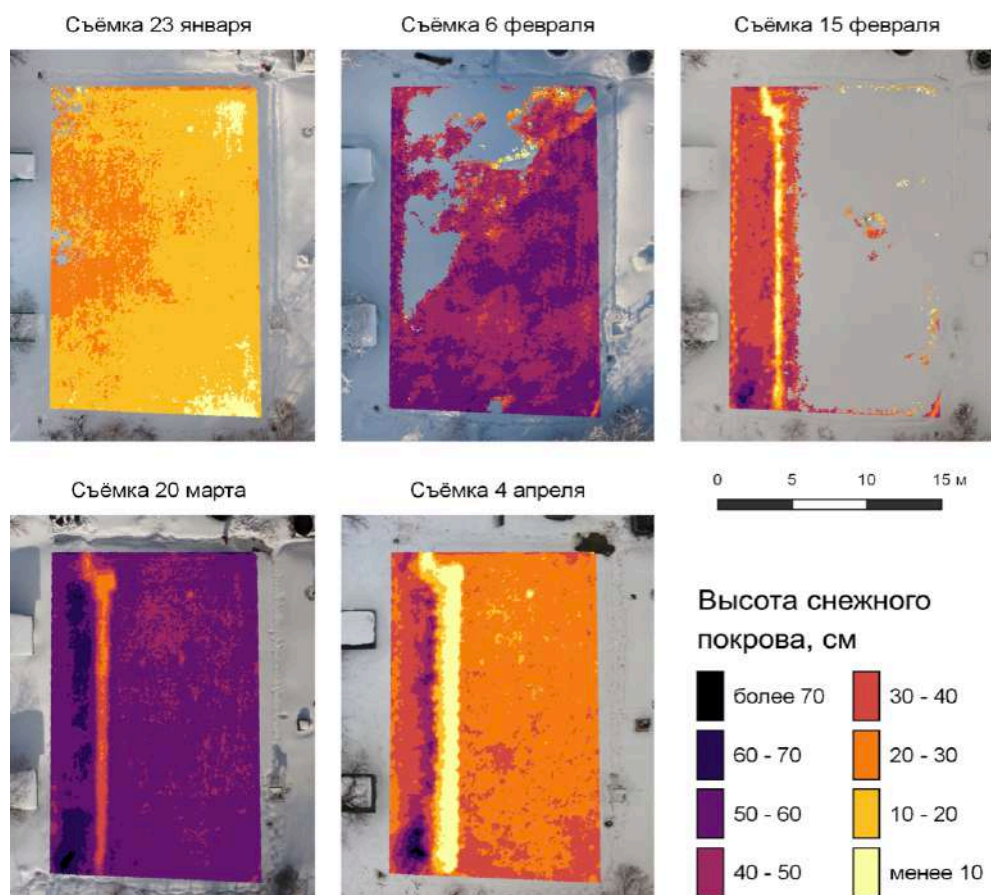 Съёмка 23 января
Съёмка 6 февраля
Съёмка 15 февраля
Съёмка 20 марта
Съёмка 4 апреля
0 5 10 15 м
Высота снежного
покрова, см
более 70
30 - 40
60 - 70
20 - 30
50 - 60
10 - 20
40 - 50
менее 10